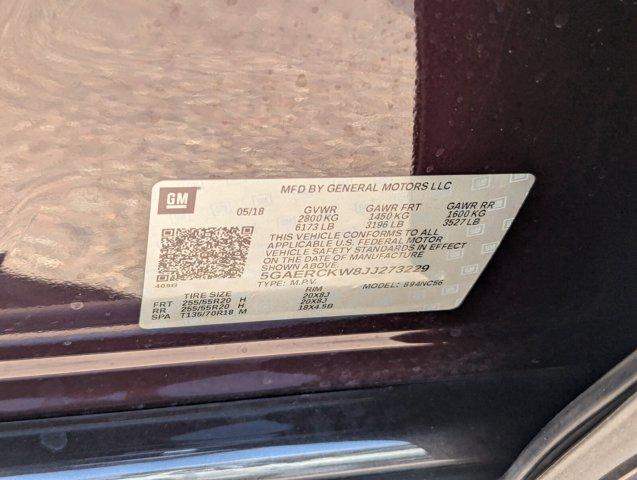 GM
MFD BY GENERAL MOTORS LLC
05/18 GVWR GAWR FRT GAWR RR
2800 KG 1450 KG 1600 KG
6173 LB 3196 LB 3527 LB
THIS VEHICLE CONFORMS TO ALL
APPLICABLE U.S. FEDERAL MOTOR
VEHICLE SAFETY STANDARDS IN EFFECT
ON THE DATE OF MANUFACTURE
SHOWN ABOVE
5GAERCKW8JJ273229
TYPE: M.P.V. MODEL:
TIRE SIZE RIM
FRT 255/55R20 H 20X8J
RR 255/55R20 H 20X8J
SPA T135/70R18 M 18X4.5B